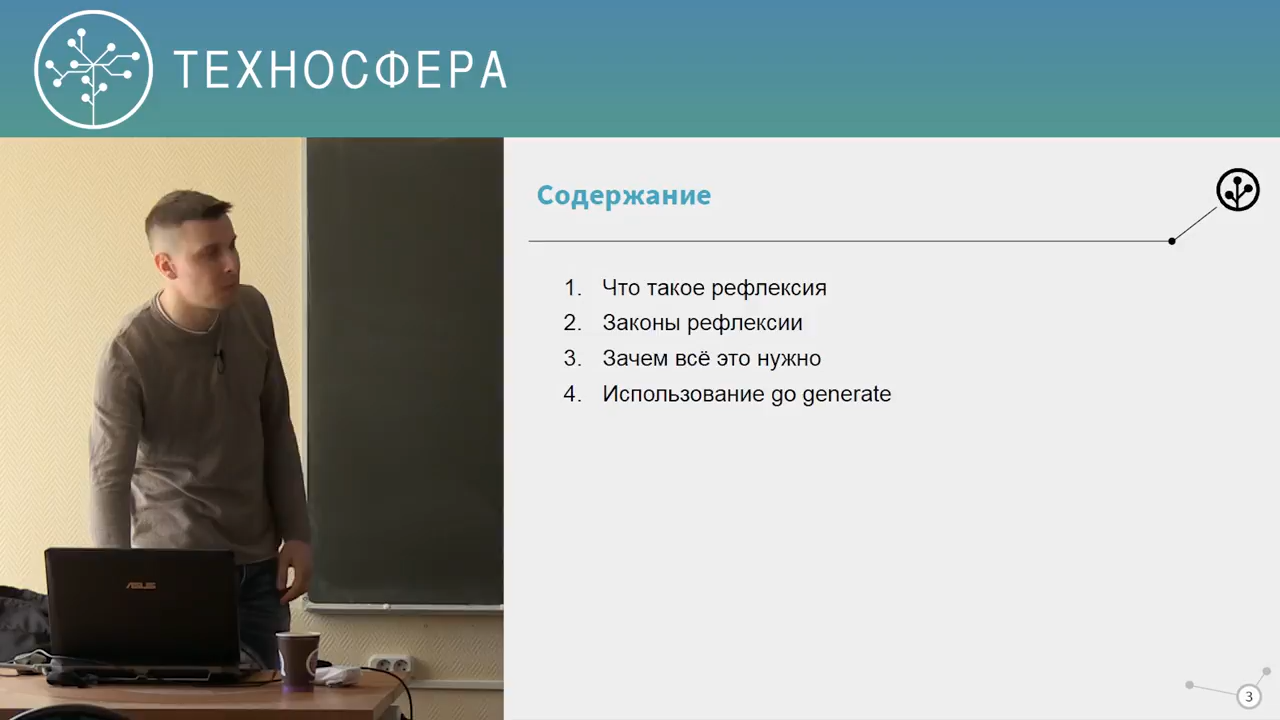 ТЕХНОСФЕРА
Содержание
1. Что такое рефлексия
2. Законы рефлексии
3. Зачем всё это нужно
4. Использование go generate
ASUS
3